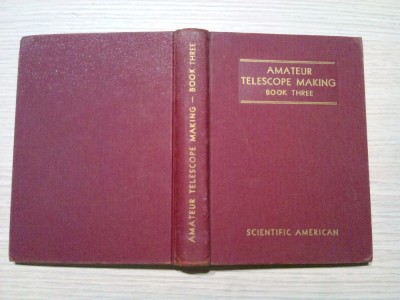 AMATEUR TELESCOPE MAKING — BOOK THREE
AMATEUR
TELESCOPE MAKING
BOOK THREE
SCIENTIFIC AMERICAN